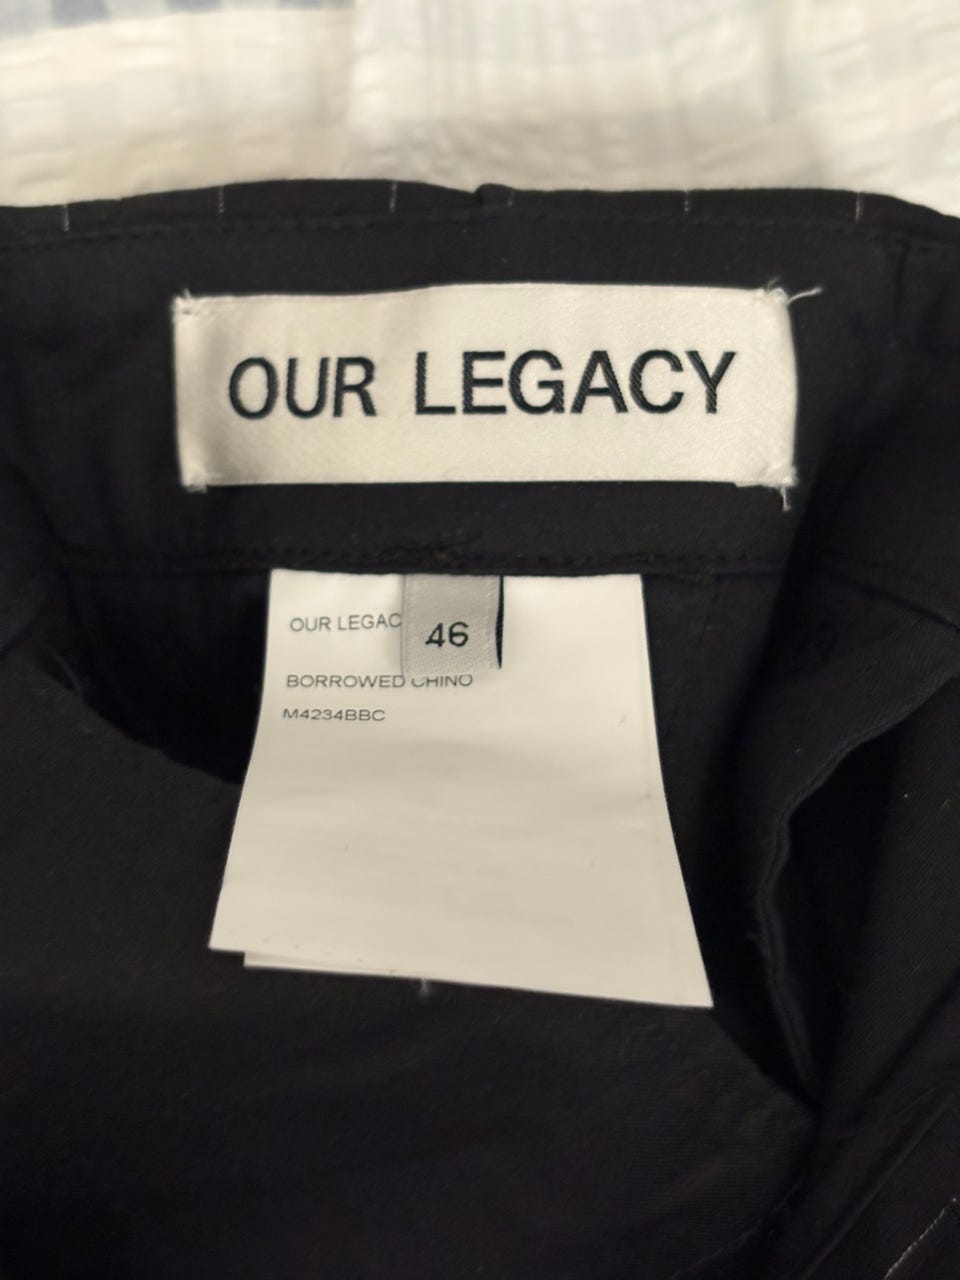 OUR LEGACY
46
OUR LEGAC
BORROWED CHINO
M4234BBC